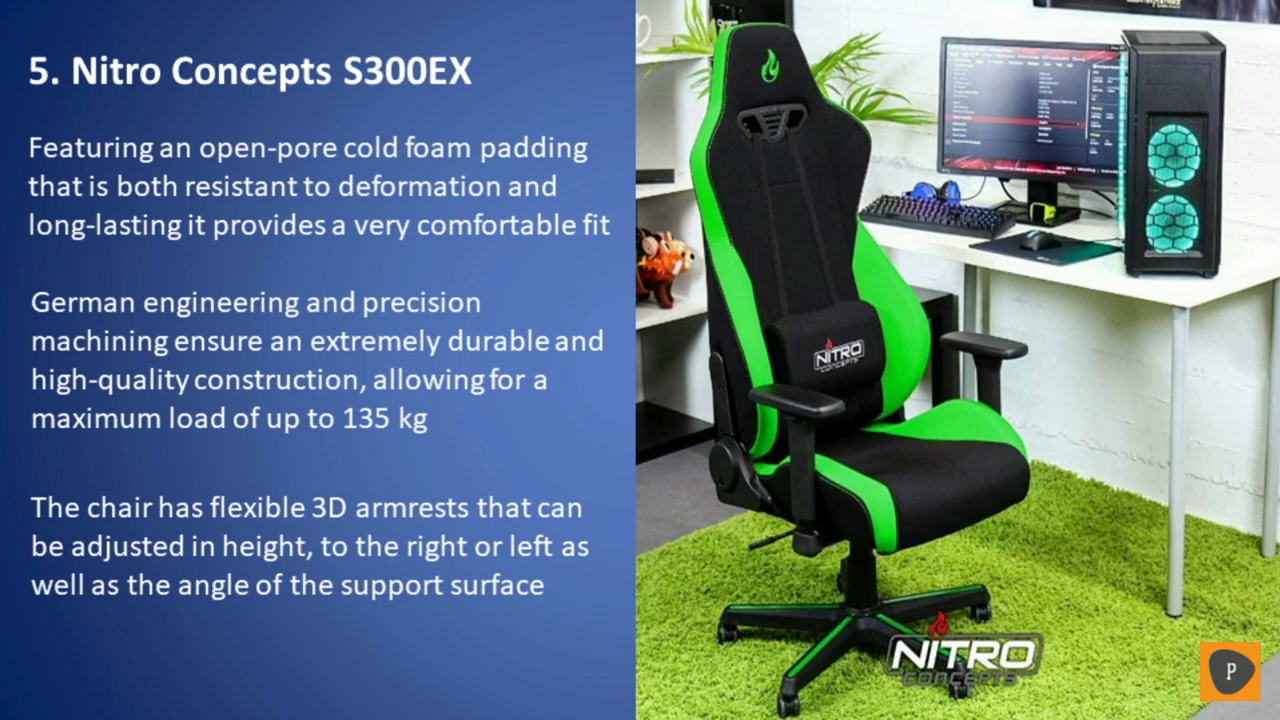 5. Nitro Concepts S300EX
Featuring an open-pore cold foam padding
that is both resistant to deformation and
long-lasting it provides a very comfortable fit
German engineering and precision
machining ensure an extremely durable and
high-quality construction, allowing for a
maximum load of up to 135 kg
The chair has flexible 3D armrests that can
be adjusted in height, to the right or left as
well as the angle of the support surface
NITRO
CONCEPTS
NITRO
CONCEPTS
P